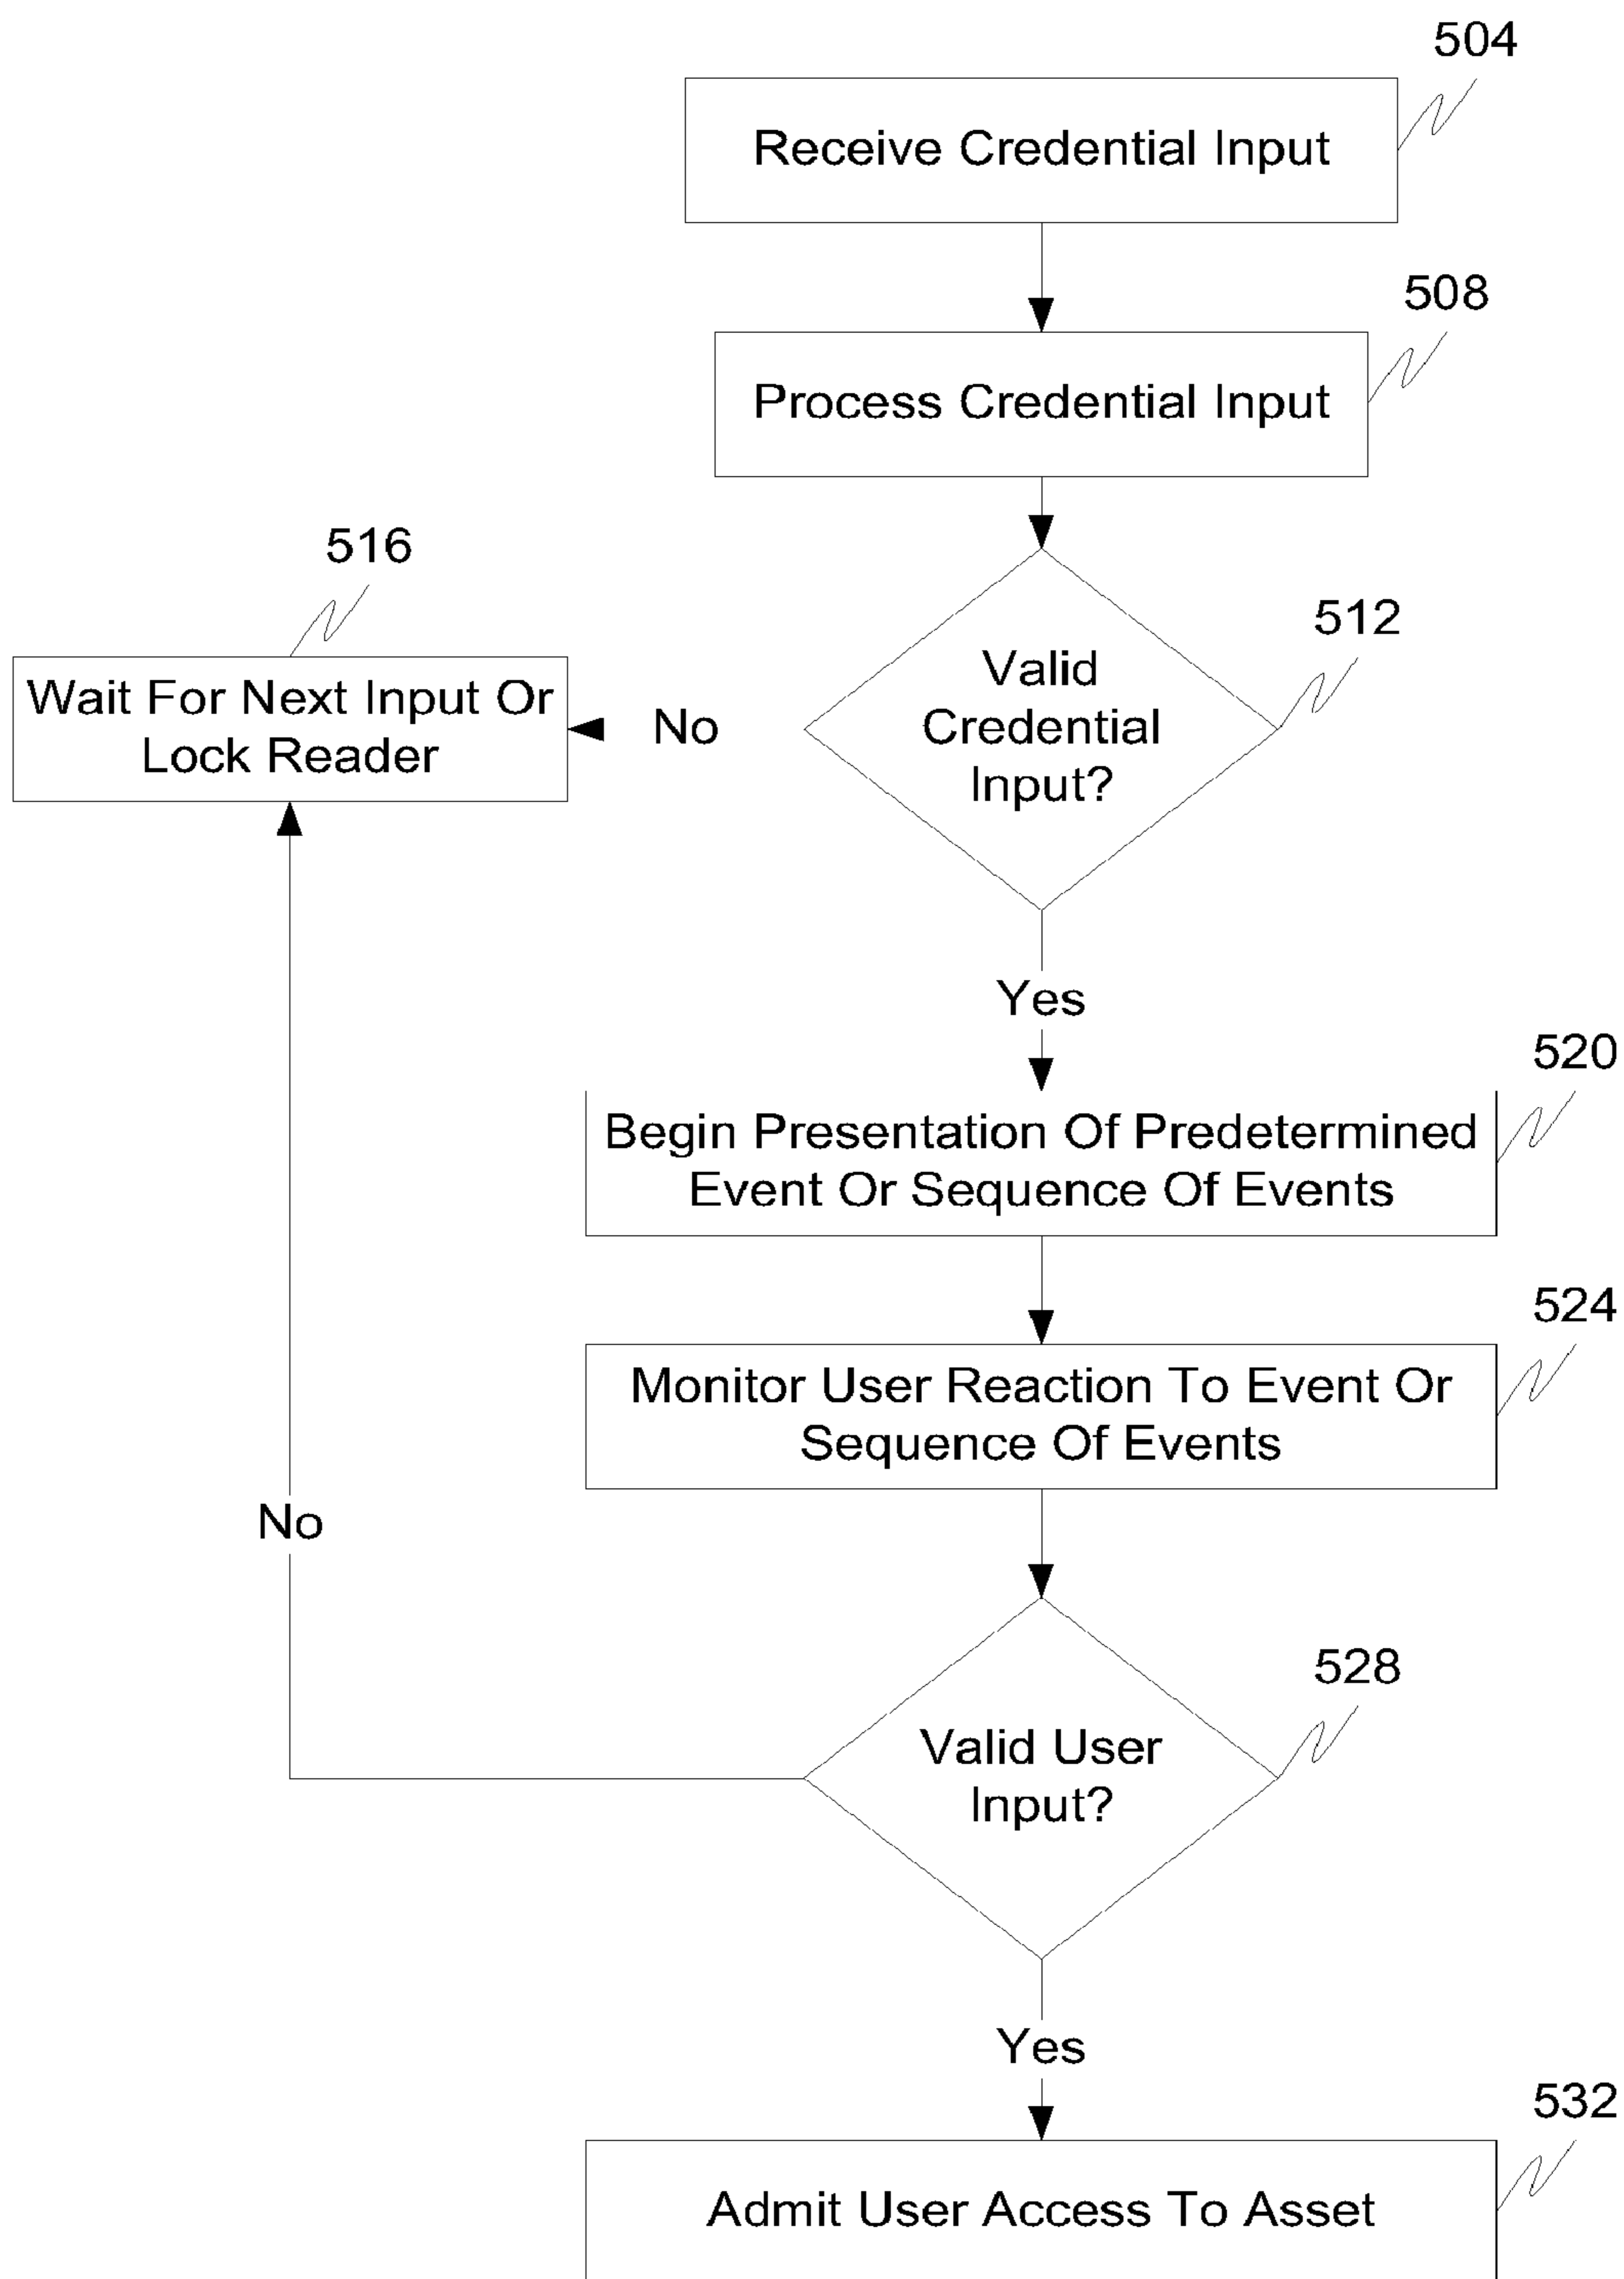 504
Receive Credential Input
508
Process Credential Input
516
Wait For Next Input Or
Lock Reader
No
512
Valid
Credential
Input?
Yes
520
Begin Presentation Of Predetermined
Event Or Sequence Of Events
524
Monitor User Reaction To Event Or
Sequence Of Events
No
528
Valid User
Input?
Yes
532
Admit User Access To Asset